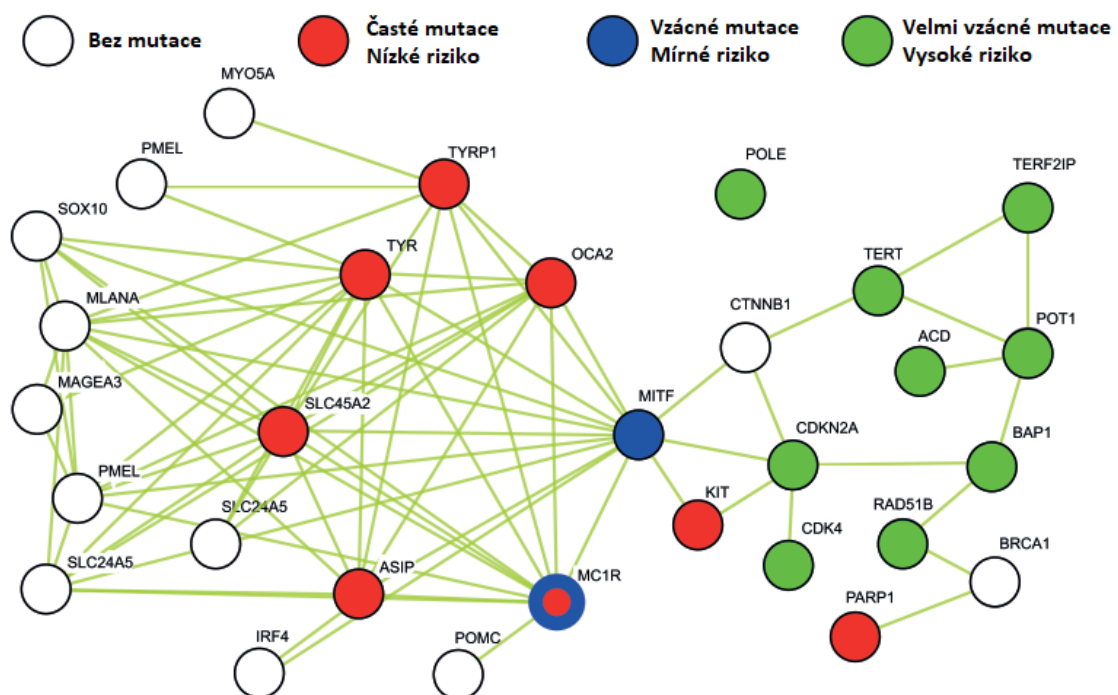 Bez mutace
Časté mutace
Nízké riziko
Vzácné mutace
Mírné riziko
Velmi vzácné mutace
Vysoké riziko
MYO5A
PMEL
TYRP1
POLE
TERF2IP
SOX10
TYR
OCA2
TERT
MLANA
CTNNB1
ACD
POT1
MAGEA3
SLC45A2
MITF
CDKN2A
BAP1
PMEL
SLC24A5
KIT
RAD51B
CDK4
BRCA1
SLC24A5
ASIP
MC1R
PARP1
IRF4
POMC